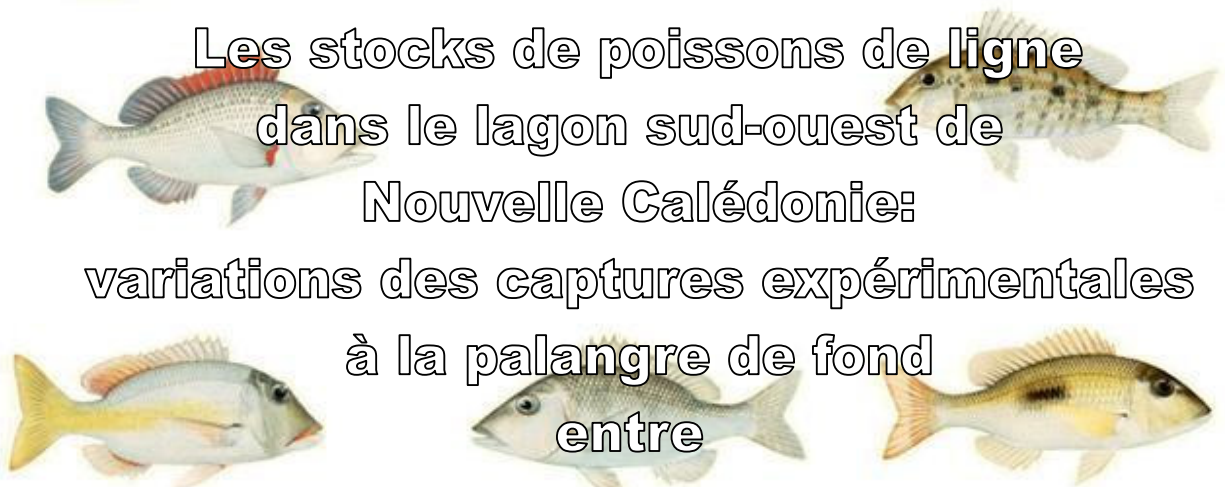 Les stocks de poissons de ligne
dans le lagon sud-ouest de
Nouvelle Calédonie:
variations des captures expérimentales
à la palangre de fond
entre